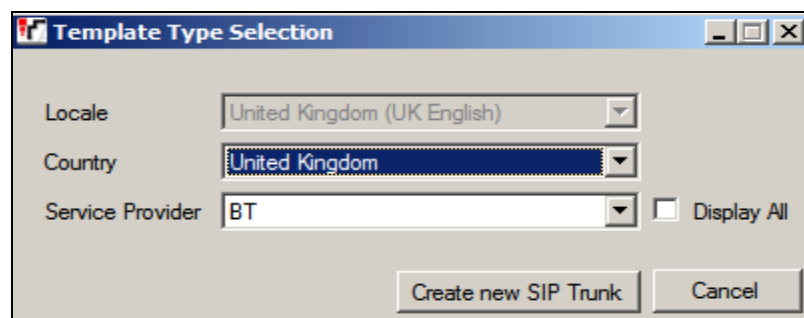 Template Type Selection
Locale United Kingdom (UK English)
Country United Kingdom
Service Provider BT Display All
Create new SIP Trunk Cancel